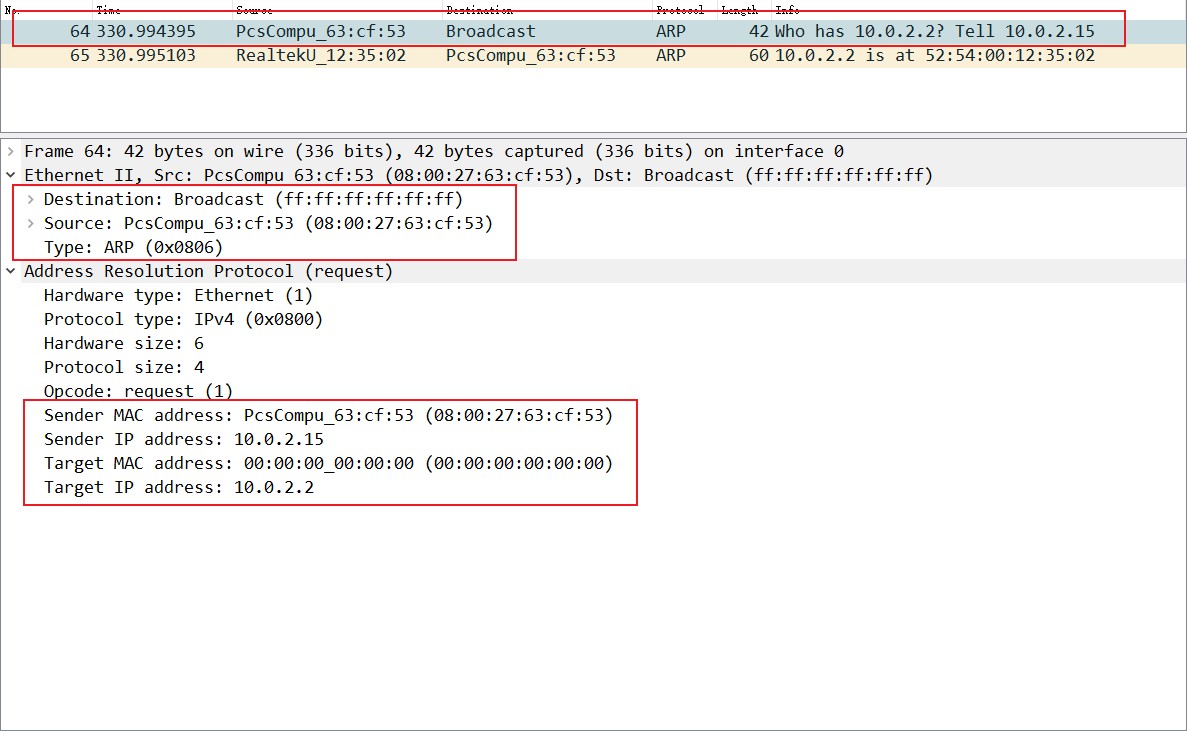 No. Time Source Destination Protocol Length Info
64 330.994395 PcsCompu_63:cf:53 Broadcast ARP 42 Who has 10.0.2.2? Tell 10.0.2.15
65 330.995103 RealtekU_12:35:02 PcsCompu_63:cf:53 ARP 60 10.0.2.2 is at 52:54:00:12:35:02
Frame 64: 42 bytes on wire (336 bits), 42 bytes captured (336 bits) on interface 0
Ethernet II, Src: PcsCompu_63:cf:53 (08:00:27:63:cf:53), Dst: Broadcast (ff:ff:ff:ff:ff:ff)
Destination: Broadcast (ff:ff:ff:ff:ff:ff)
Source: PcsCompu_63:cf:53 (08:00:27:63:cf:53)
Type: ARP (0x0806)
Address Resolution Protocol (request)
Hardware type: Ethernet (1)
Protocol type: IPv4 (0x0800)
Hardware size: 6
Protocol size: 4
Opcode: request (1)
Sender MAC address: PcsCompu_63:cf:53 (08:00:27:63:cf:53)
Sender IP address: 10.0.2.15
Target MAC address: 00:00:00_00:00:00 (00:00:00:00:00:00)
Target IP address: 10.0.2.2